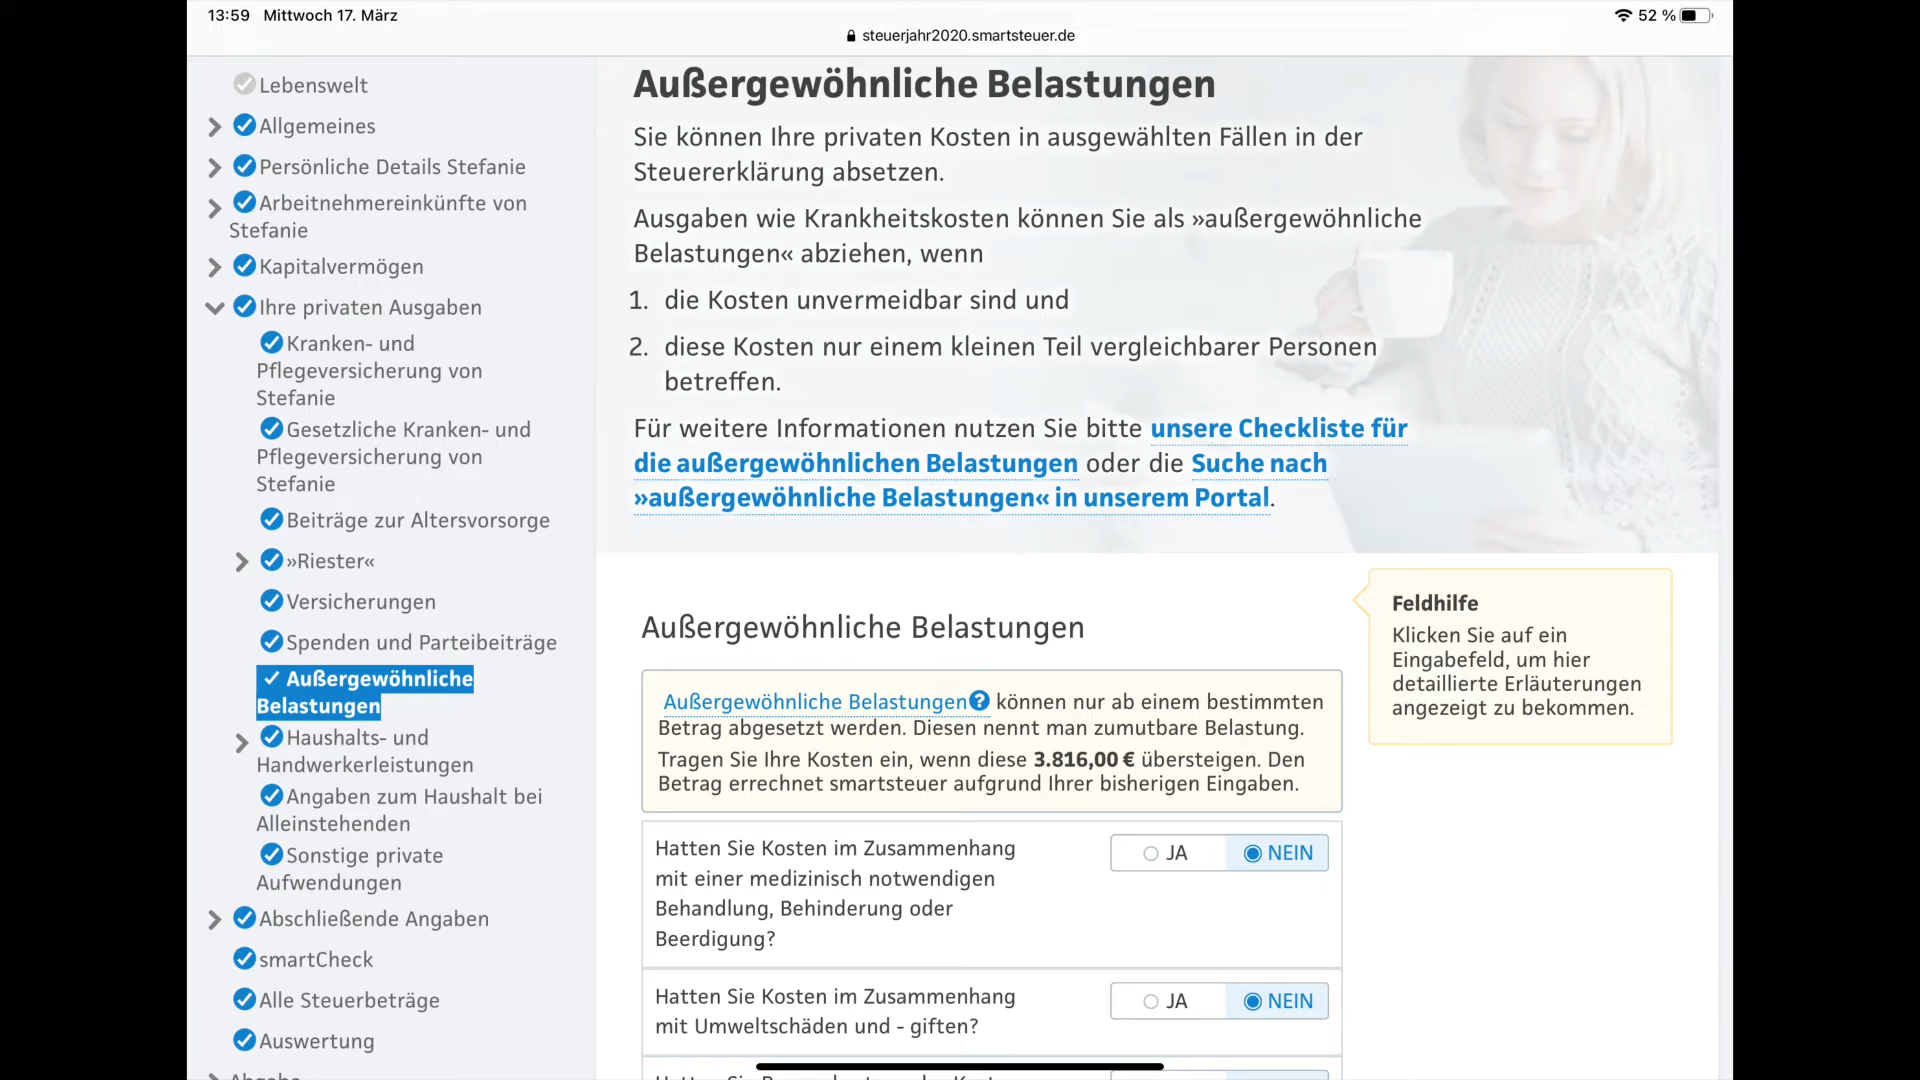 13:59 Mittwoch 17. März
52 %
steuerjahr2020.smartsteuer.de
Lebenswelt
Allgemeines
Persönliche Details Stefanie
Arbeitnehmereinkünfte von
Stefanie
Kapitalvermögen
Ihre privaten Ausgaben
Kranken- und
Pflegeversicherung von
Stefanie
Gesetzliche Kranken- und
Pflegeversicherung von
Stefanie
Beiträge zur Altersvorsorge
»Riester«
Versicherungen
Spenden und Parteibeiträge
Außergewöhnliche
Belastungen
Haushalts- und
Handwerkerleistungen
Angaben zum Haushalt bei
Alleinstehenden
Sonstige private
Aufwendungen
Abschließende Angaben
smartCheck
Alle Steuerbeträge
Auswertung
Außergewöhnliche Belastungen
Sie können Ihre privaten Kosten in ausgewählten Fällen in der
Steuererklärung absetzen.
Ausgaben wie Krankheitskosten können Sie als »außergewöhnliche
Belastungen« abziehen, wenn
1. die Kosten unvermeidbar sind und
2. diese Kosten nur einem kleinen Teil vergleichbarer Personen
betreffen.
Für weitere Informationen nutzen Sie bitte unsere Checkliste für
die außergewöhnlichen Belastungen oder die Suche nach
»außergewöhnliche Belastungen« in unserem Portal.
Außergewöhnliche Belastungen
Außergewöhnliche Belastungen? können nur ab einem bestimmten
Betrag abgesetzt werden. Diesen nennt man zumutbare Belastung.
Tragen Sie Ihre Kosten ein, wenn diese 3.816,00 € übersteigen. Den
Betrag errechnet smartsteuer aufgrund Ihrer bisherigen Eingaben.
Hatten Sie Kosten im Zusammenhang
mit einer medizinisch notwendigen
Behandlung, Behinderung oder
Beerdigung?
JA NEIN
Hatten Sie Kosten im Zusammenhang
mit Umweltschäden und - giften?
JA NEIN
Feldhilfe
Klicken Sie auf ein
Eingabefeld, um hier
detaillierte Erläuterungen
angezeigt zu bekommen.